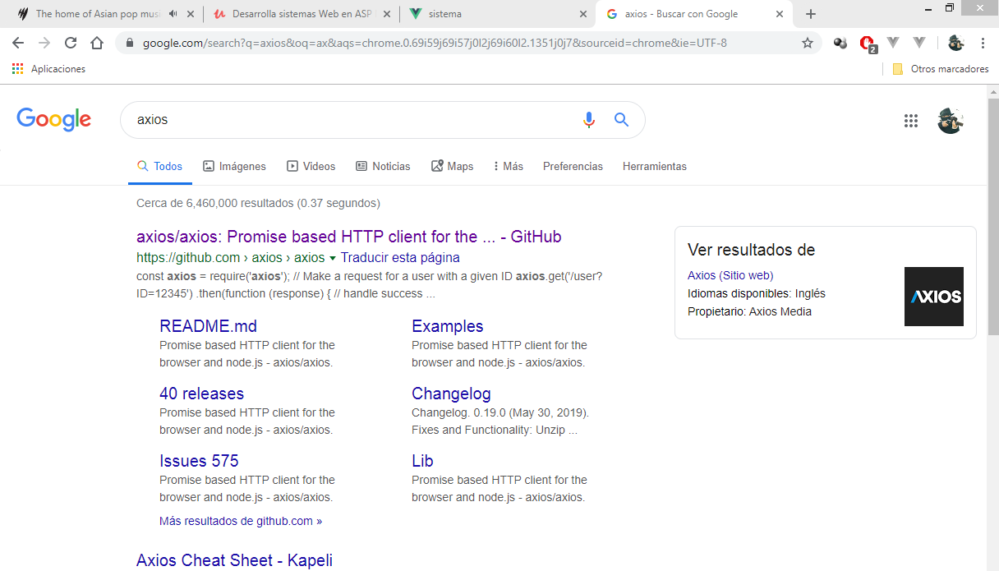 The home of Asian pop mus
Desarrolla sistemas Web en ASP
sistema
axios - Buscar con Google
google.com/search?q=axios&oq=ax&aqs=chrome.0.69i59j69i57j0l2j69i60l2.1351j0j7&sourceid=chrome&ie=UTF-8
2
Aplicaciones
Otros marcadores
Google
axios
Todos
Imágenes
Videos
Noticias
Maps
Más
Preferencias
Herramientas
Cerca de 6,460,000 resultados (0.37 segundos)
axios/axios: Promise based HTTP client for the ... - GitHub
https://github.com › axios › axios Traducir esta página
const axios = require('axios'); // Make a request for a user with a given ID axios.get('/user?
ID=12345') .then(function (response) { // handle success ...
README.md
Promise based HTTP client for the
browser and node.js - axios/axios.
Examples
Promise based HTTP client for the
browser and node.js - axios/axios.
40 releases
Promise based HTTP client for the
browser and node.js - axios/axios.
Changelog
Changelog. 0.19.0 (May 30, 2019).
Fixes and Functionality: Unzip ...
Issues 575
Promise based HTTP client for the
browser and node.js - axios/axios.
Lib
Promise based HTTP client for the
browser and node.js - axios/axios.
Más resultados de github.com »
Axios Cheat Sheet - Kapeli
Ver resultados de
Axios (Sitio web)
Idiomas disponibles: Inglés
Propietario: Axios Media
AXIOS